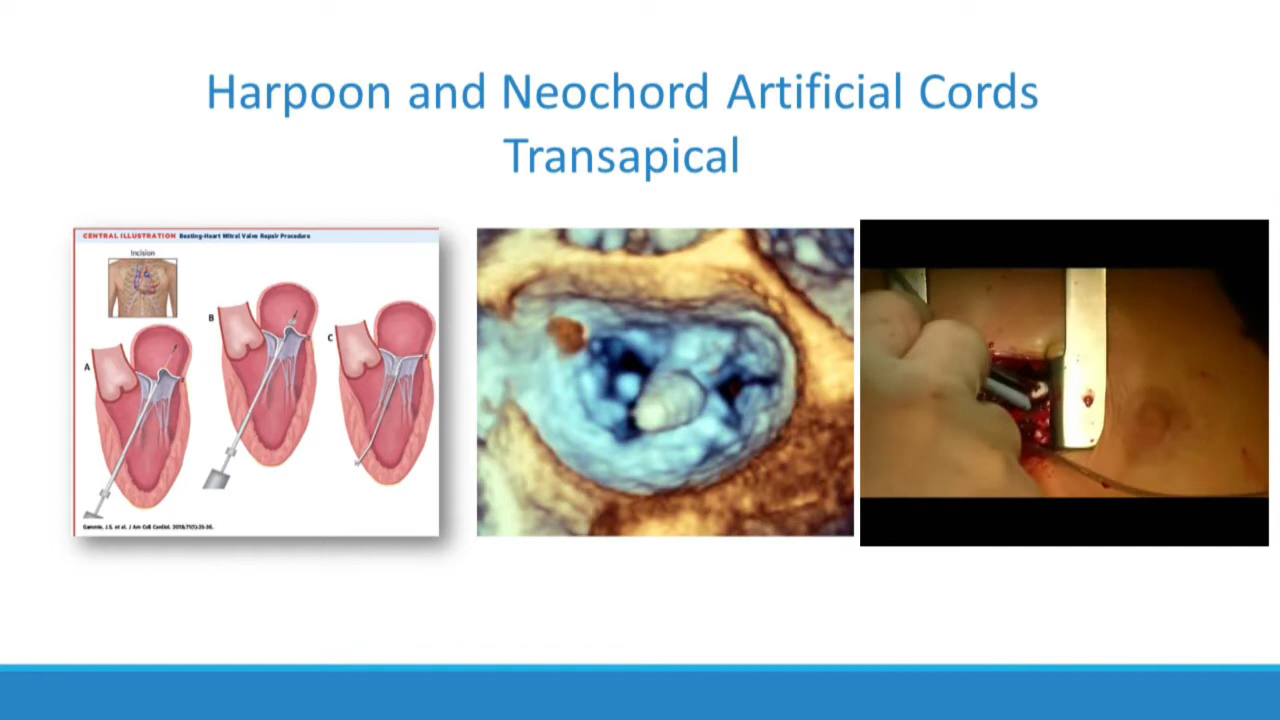 Harpoon and Neochord Artificial Cords
Transapical
CENTRAL ILLUSTRATION Beating-Heart Mitral Valve Repair Procedure
Incision
A
B
C
Gammie, J.S. et al. J Am Coll Cardiol. 2018;71(1):25-36.